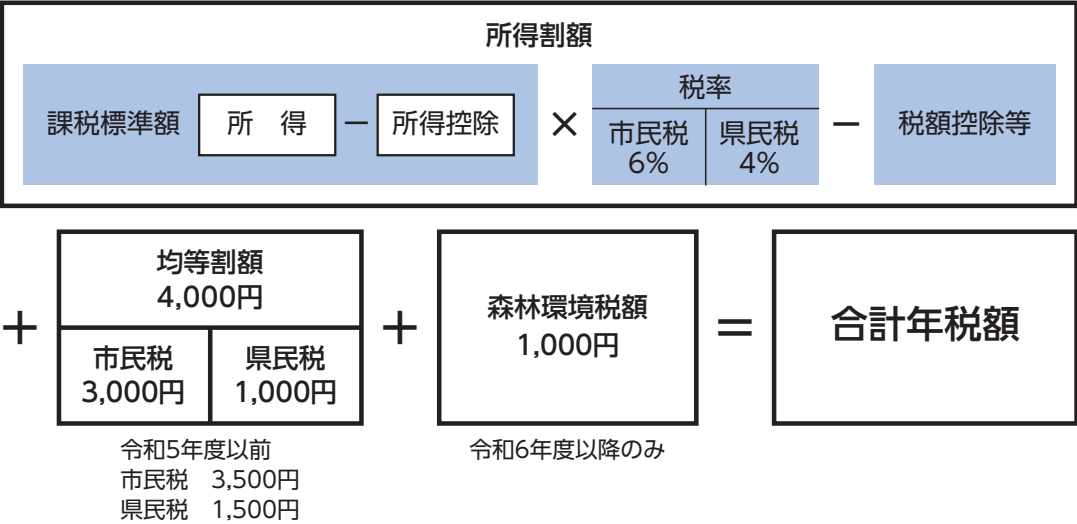 所得割額
課税標準額 所 得 − 所得控除 × 税率 市民税 6% 県民税 4% − 税額控除等
+ 均等割額 4,000円 市民税 3,000円 県民税 1,000円 + 森林環境税額 1,000円 = 合計年税額
令和5年度以前
市民税 3,500円
県民税 1,500円
令和6年度以降のみ